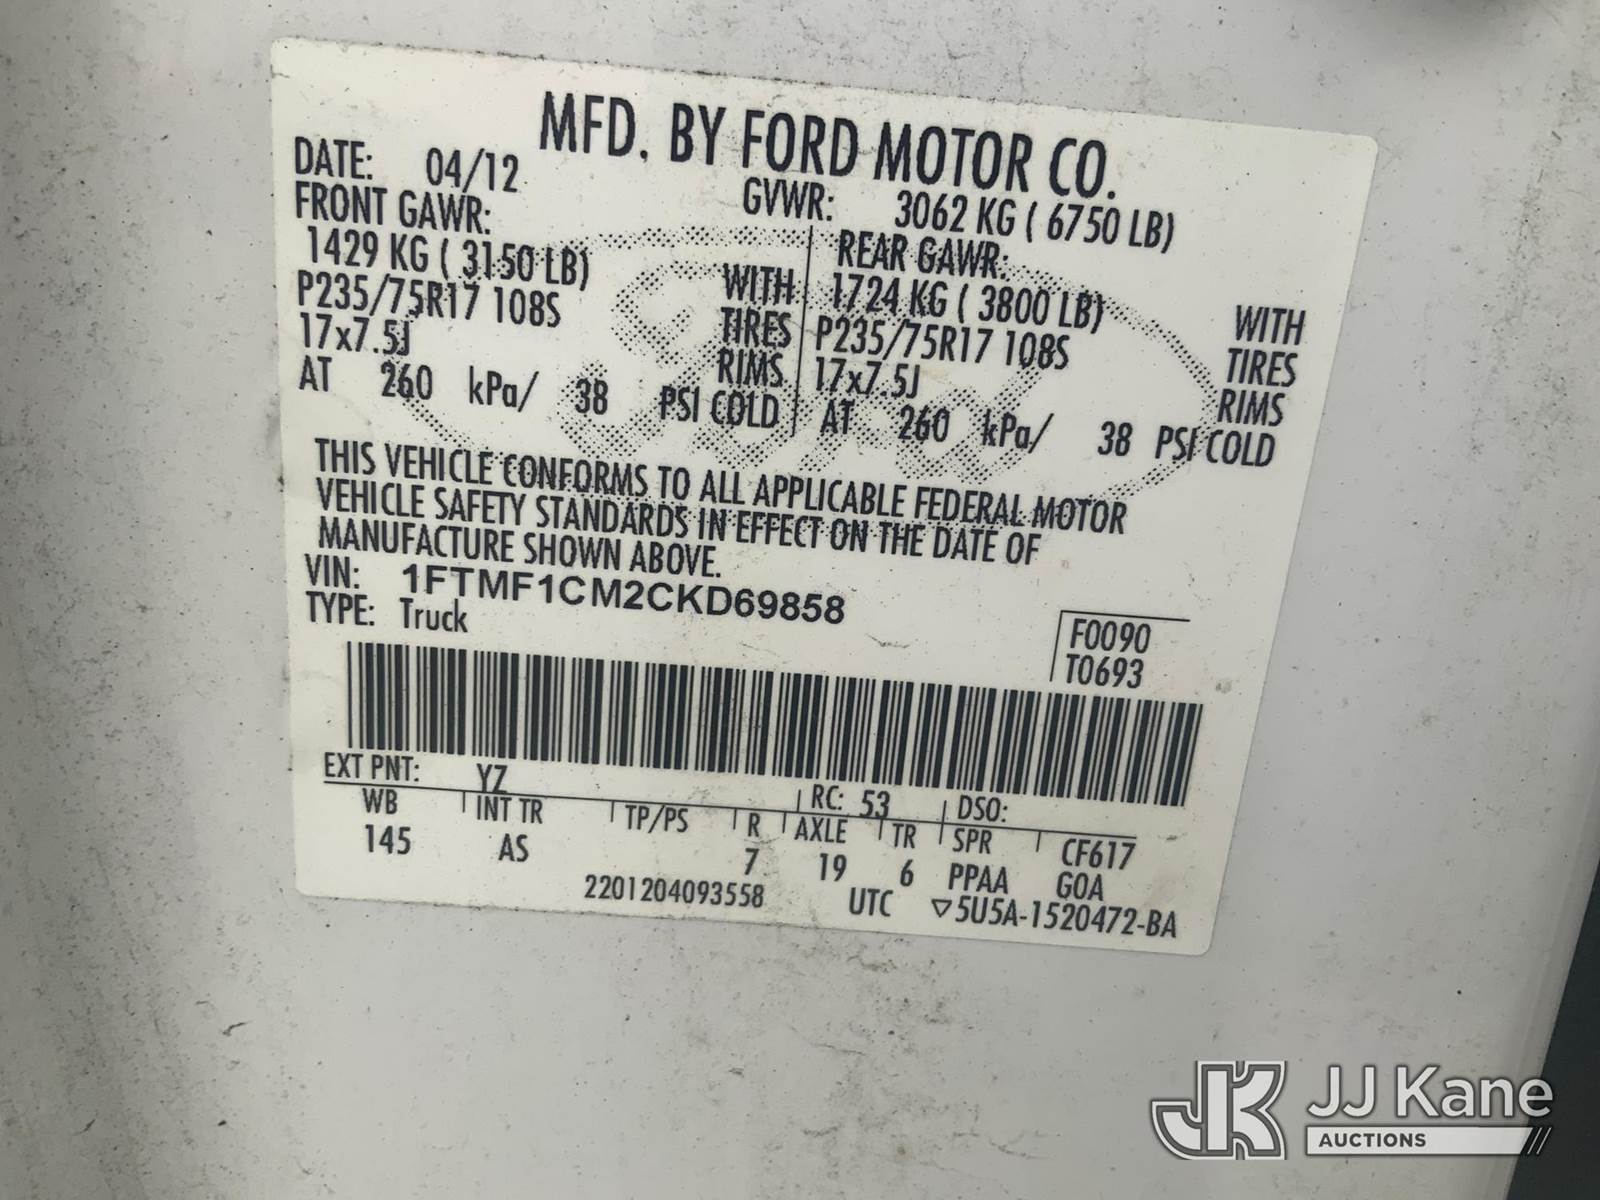 MFD. BY FORD MOTOR CO.
DATE: 04/12 GVWR: 3062 KG ( 6750 LB)
FRONT GAWR: REAR GAWR:
1429 KG ( 3150 LB) WITH 1724 KG ( 3800 LB) WITH
P235/75R17 108S TIRES P235/75R17 108S TIRES
17x7.5J RIMS 17x7.5J RIMS
AT 260 kPa/ 38 PSI COLD AT 260 kPa/ 38 PSI COLD
THIS VEHICLE CONFORMS TO ALL APPLICABLE FEDERAL MOTOR
VEHICLE SAFETY STANDARDS IN EFFECT ON THE DATE OF
MANUFACTURE SHOWN ABOVE.
VIN: 1FTMF1CM2CKD69858
TYPE: Truck F0090
T0693
EXT PNT: YZ RC: 53 DSO:
WB INT TR TP/PS R AXLE TR SPR CF617
145 AS 7 19 6 PPAA GOA
2201204093558 UTC ▽5U5A-1520472-BA
JK JJ Kane
AUCTIONS